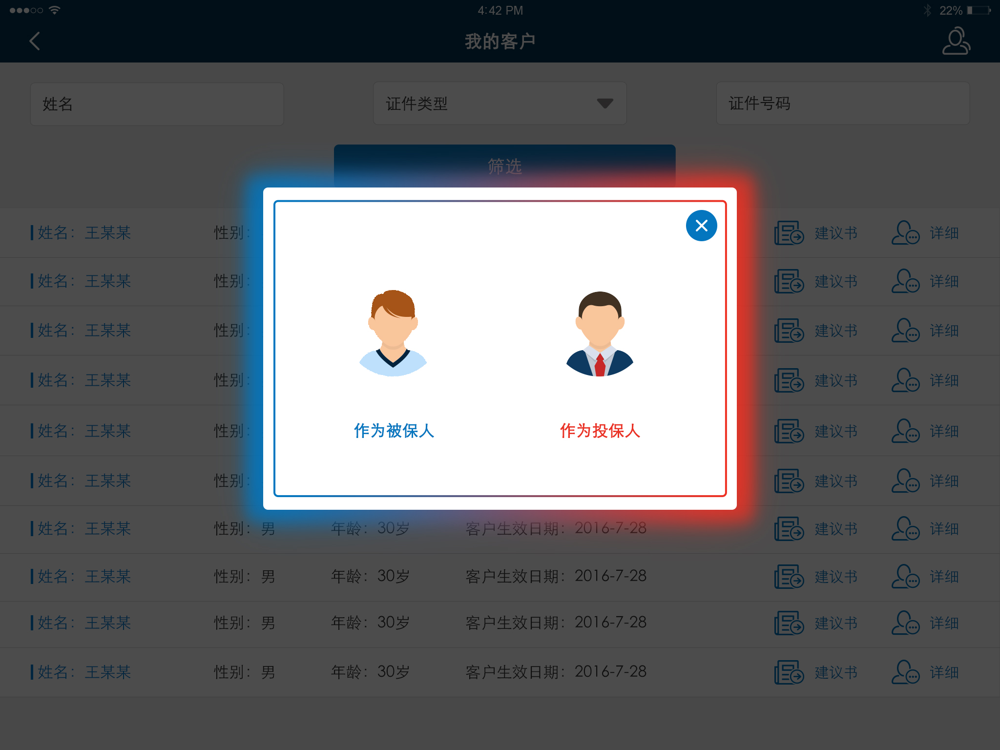 4:42 PM 22%
我的客户
姓名 证件类型 证件号码
筛选
姓名：王某某 性别： 建议书 详细
姓名：王某某 性别： 建议书 详细
姓名：王某某 性别： 建议书 详细
姓名：王某某 性别： 建议书 详细
姓名：王某某 性别： 建议书 详细
姓名：王某某 性别： 建议书 详细
作为被保人 作为投保人
姓名：王某某 性别：男 年龄：30岁 客户生效日期：2016-7-28 建议书 详细
姓名：王某某 性别：男 年龄：30岁 客户生效日期：2016-7-28 建议书 详细
姓名：王某某 性别：男 年龄：30岁 客户生效日期：2016-7-28 建议书 详细
姓名：王某某 性别：男 年龄：30岁 客户生效日期：2016-7-28 建议书 详细